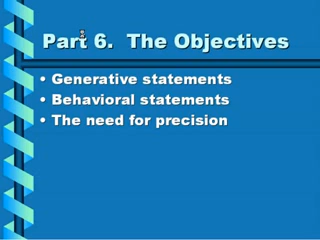 Part 6. The Objectives
• Generative statements
• Behavioral statements
• The need for precision